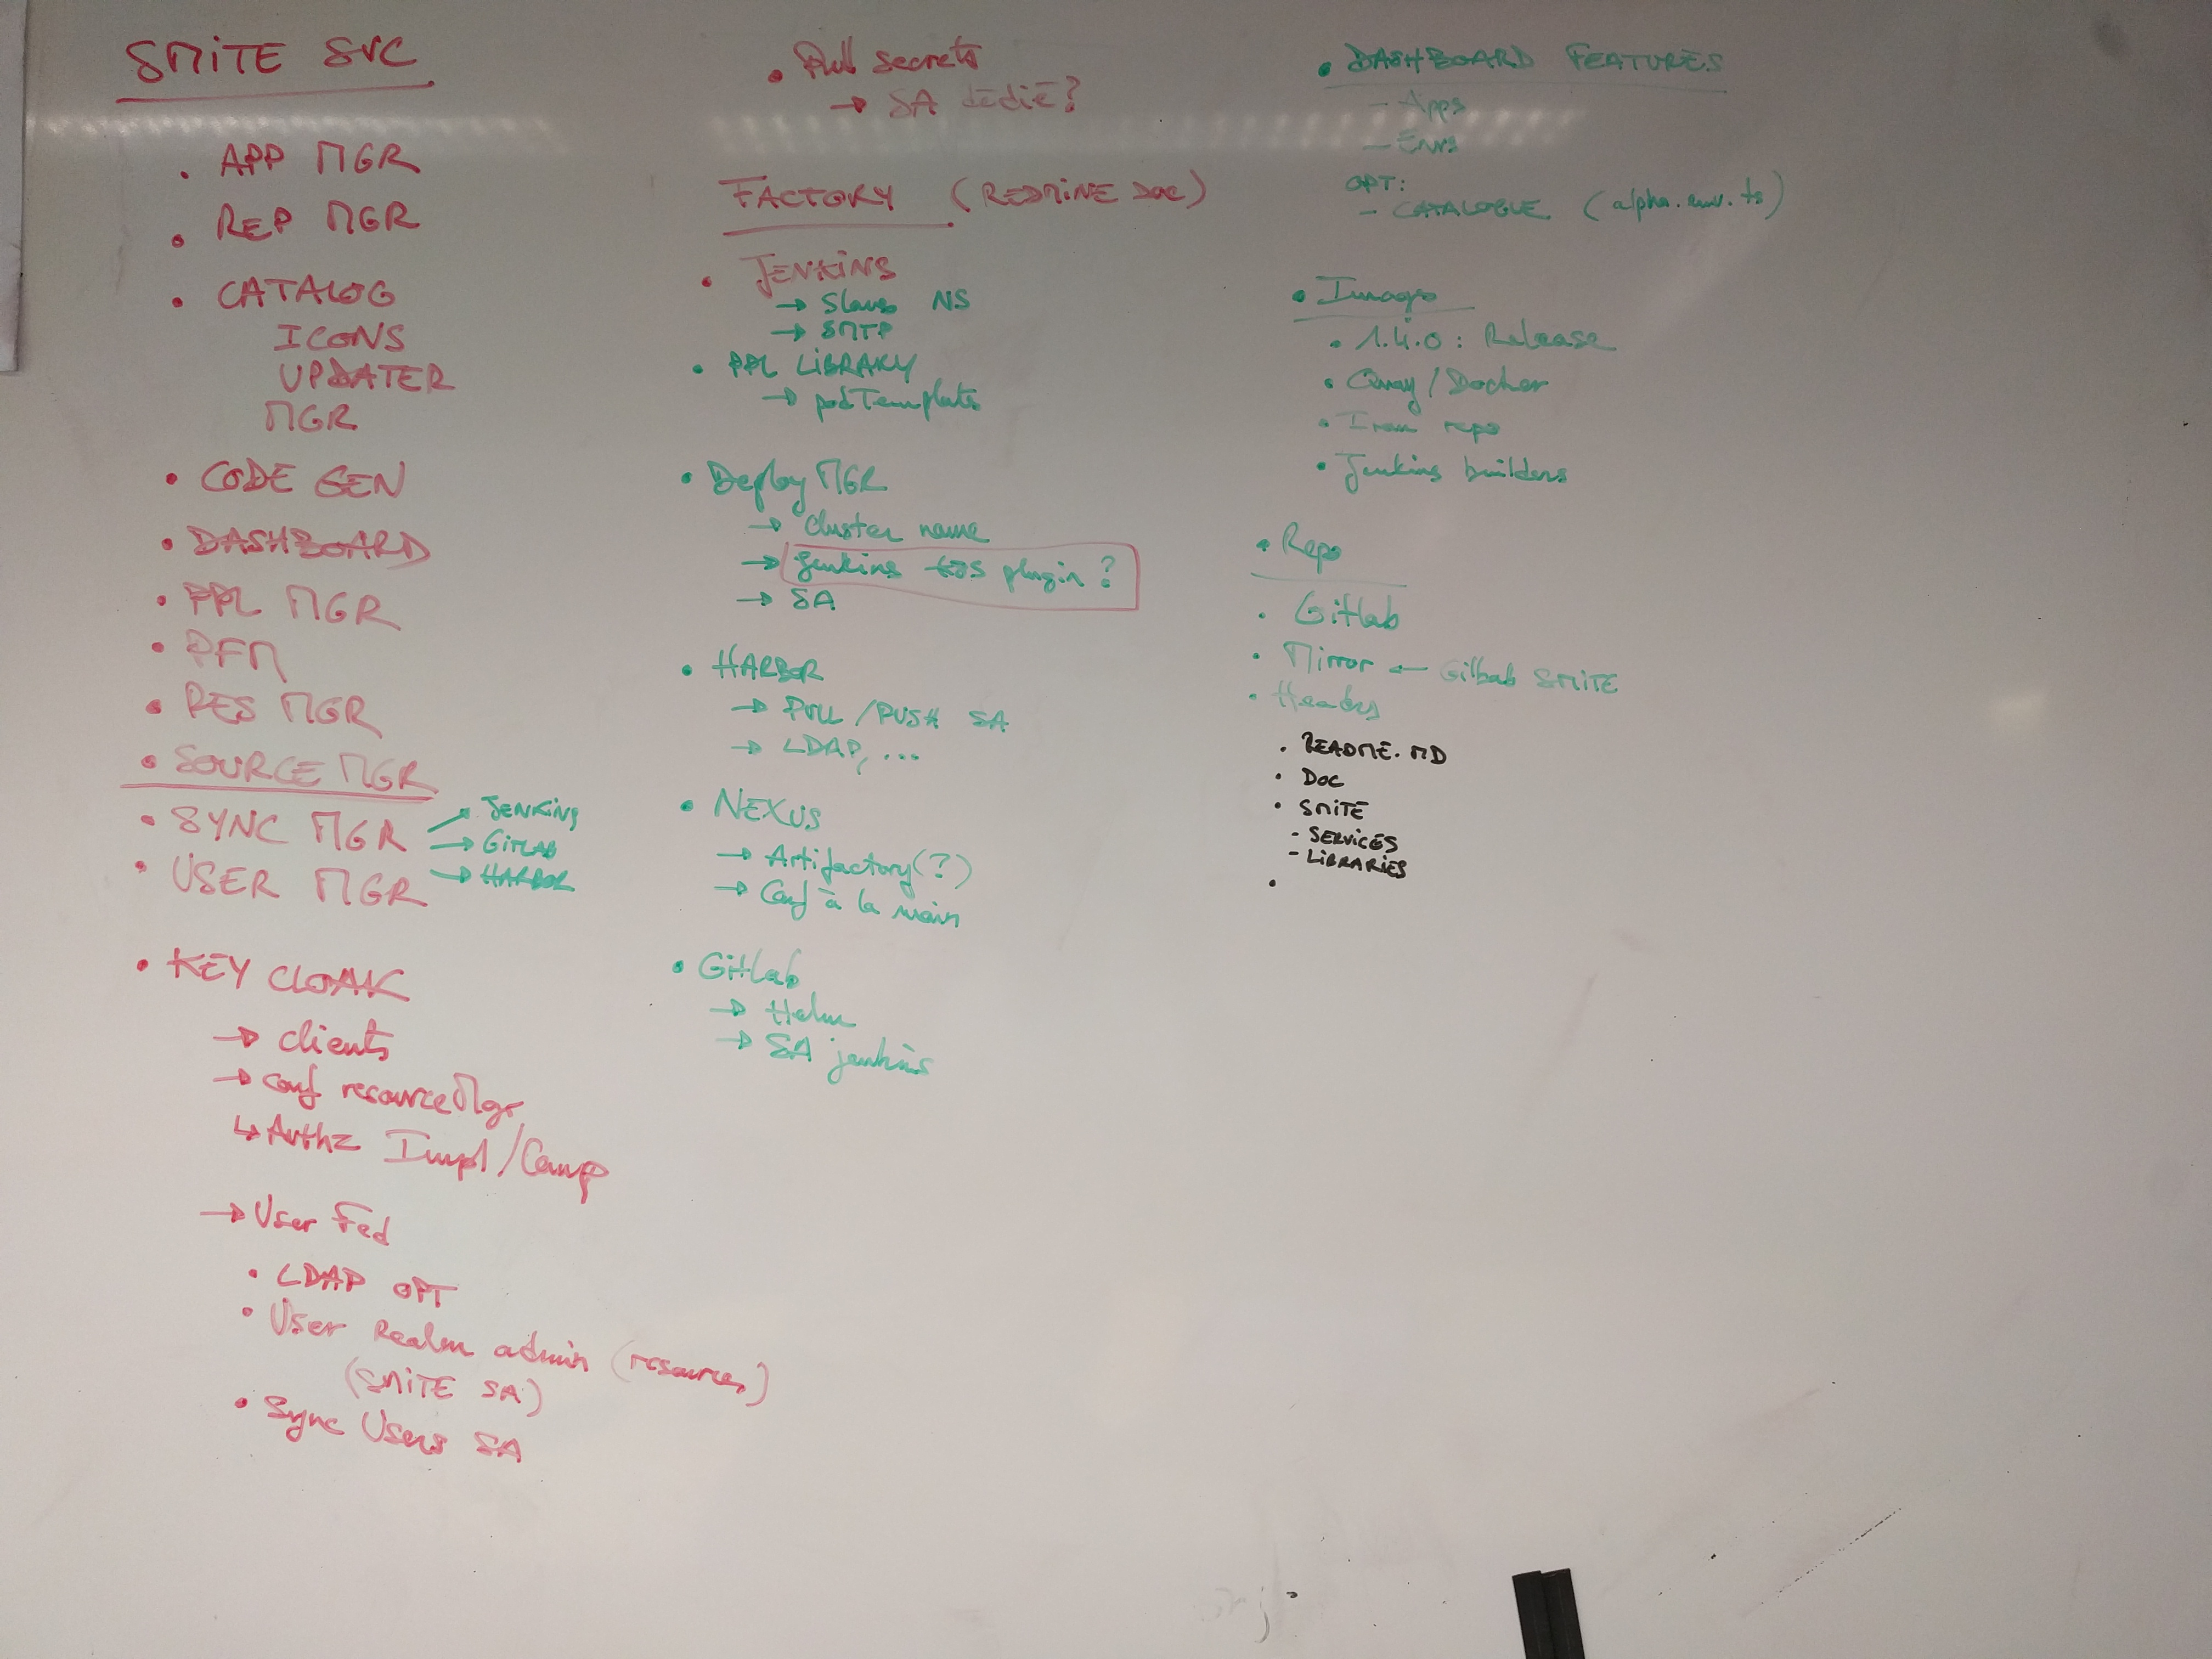 SMiTE SVC
• APP MGR
• REP MGR
• CATALOG
ICONS
UPDATER
MGR
• CODE GEN
• DASHBOARD
• PPL MGR
• PFM
• RES MGR
• SOURCE MGR
• SYNC MGR
→ JENKiNS
→ GiTLAB
→ HARBOR
• USER MGR
• KEY CLOAK
→ clients
→ conf resourceMgr
↳ Authz Impl/Comp
→ User Fed
• LDAP OPT
• User Realm admin (resources)
(SMiTE SA)
• Sync Users SA
• Pull secrets
→ SA dédié?
FACTORY (REDMiNE Doc)
• JENKiNS
→ Slaves NS
→ SMTP
• PPL LiBRARY
→ podTemplate
• Deploy MGR
→ cluster name
→ jenkins k8s plugin ?
→ SA
• HARBOR
→ PULL / PUSH SA
→ LDAP, ...
• NEXUS
→ Artifactory(?)
→ Conf à la main
• GitLab
→ Helm
→ SA jenkins
• DASHBOARD FEATURES
- Apps
- Envs
OPT:
- CATALOGUE (alpha.env.ts)
• Images
• 1.4.0 : Release
• Quay / Docker
• repo
• Jenkins builders
• Repo
• Gitlab
• Mirror ← Gitlab SMiTE
• Headers
• README.MD
• Doc
• SMiTE
- SERViCES
- LiBRARiES
•